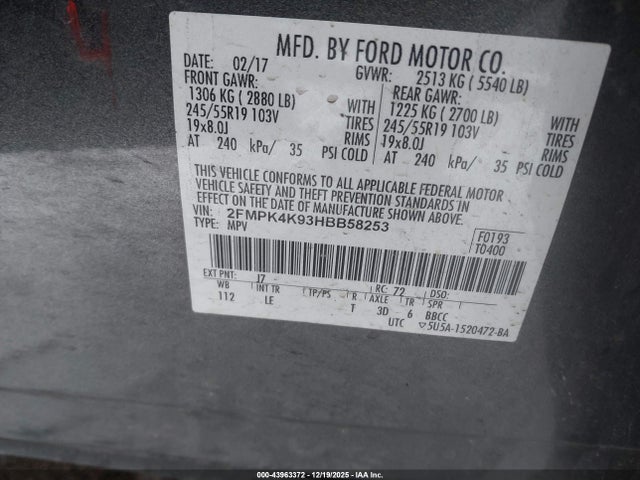 4
MFD. BY FORD MOTOR CO.
DATE: 02/17 GVWR: 2513 KG ( 5540 LB)
FRONT GAWR: REAR GAWR:
1306 KG ( 2880 LB) WITH 1225 KG ( 2700 LB) WITH
245/55R19 103V TIRES 245/55R19 103V TIRES
19x8.0J RIMS 19x8.0J RIMS
AT 240 kPa/ 35 PSI COLD AT 240 kPa/ 35 PSI COLD
THIS VEHICLE CONFORMS TO ALL APPLICABLE FEDERAL MOTOR
VEHICLE SAFETY AND THEFT PREVENTION STANDARDS IN
EFFECT ON THE DATE OF MANUFACTURE SHOWN ABOVE.
VIN: 2FMPK4K93HBB58253
TYPE: MPV
F0193
T0400
EXT PNT: J7 RC: 72 DSO:
WB INT TR TP/PS R AXLE TR SPR
112 LE T 3D 6 BBCC
UTC ▽5U5A-1520472-BA
IAA 800-43963372 | 12/19/2025 - IAAI.COM